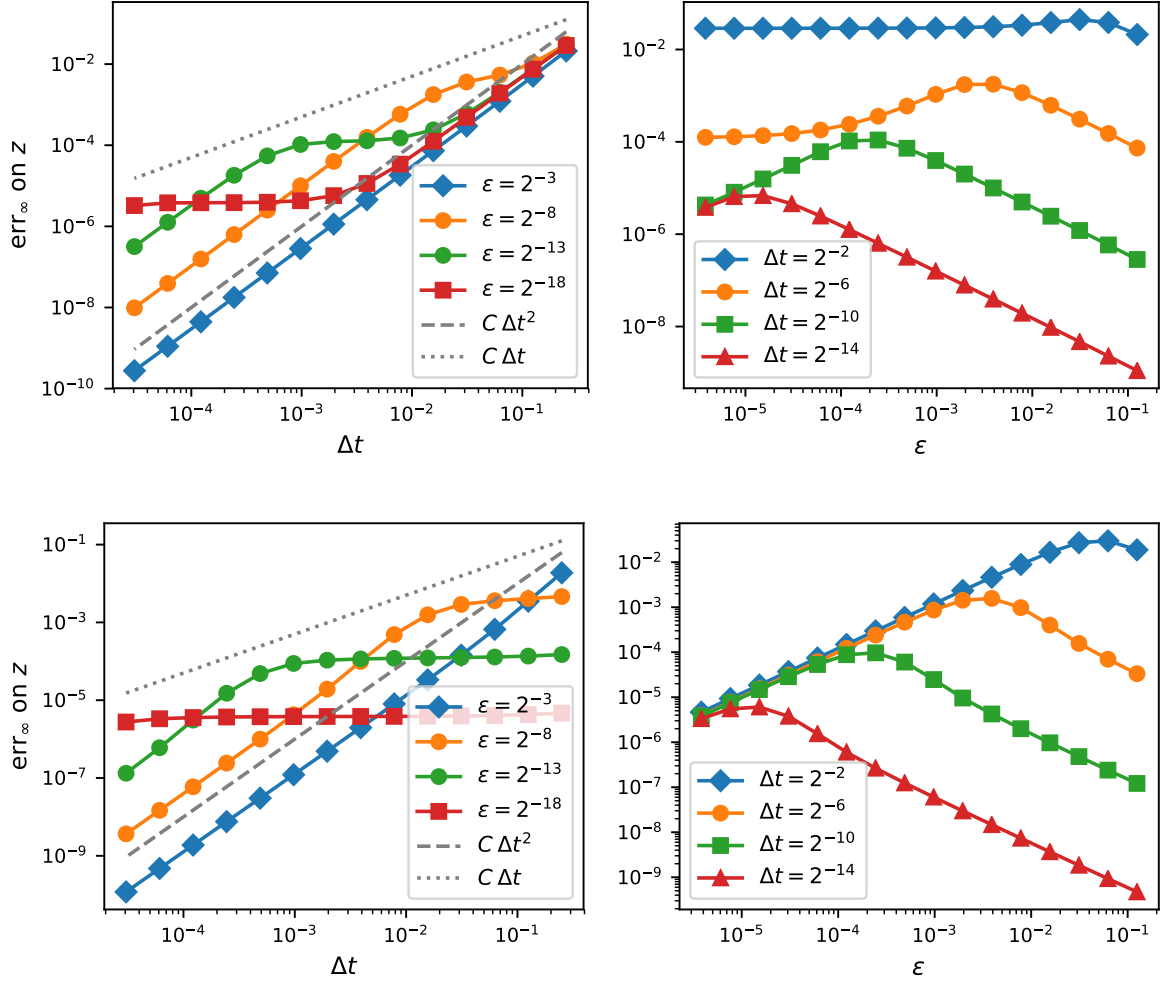 err∞ on z
10⁻²
10⁻⁴
10⁻⁶
10⁻⁸
10⁻¹⁰
ε = 2⁻³
ε = 2⁻⁸
ε = 2⁻¹³
ε = 2⁻¹⁸
C Δt²
C Δt
10⁻⁴ 10⁻³ 10⁻² 10⁻¹
Δt
10⁻²
10⁻⁴
10⁻⁶
10⁻⁸
Δt = 2⁻²
Δt = 2⁻⁶
Δt = 2⁻¹⁰
Δt = 2⁻¹⁴
10⁻⁵ 10⁻⁴ 10⁻³ 10⁻² 10⁻¹
ε
err∞ on z
10⁻¹
10⁻³
10⁻⁵
10⁻⁷
10⁻⁹
ε = 2⁻³
ε = 2⁻⁸
ε = 2⁻¹³
ε = 2⁻¹⁸
C Δt²
C Δt
10⁻⁴ 10⁻³ 10⁻² 10⁻¹
Δt
10⁻²
10⁻³
10⁻⁴
10⁻⁵
10⁻⁶
10⁻⁷
10⁻⁸
10⁻⁹
Δt = 2⁻²
Δt = 2⁻⁶
Δt = 2⁻¹⁰
Δt = 2⁻¹⁴
10⁻⁵ 10⁻⁴ 10⁻³ 10⁻² 10⁻¹
ε